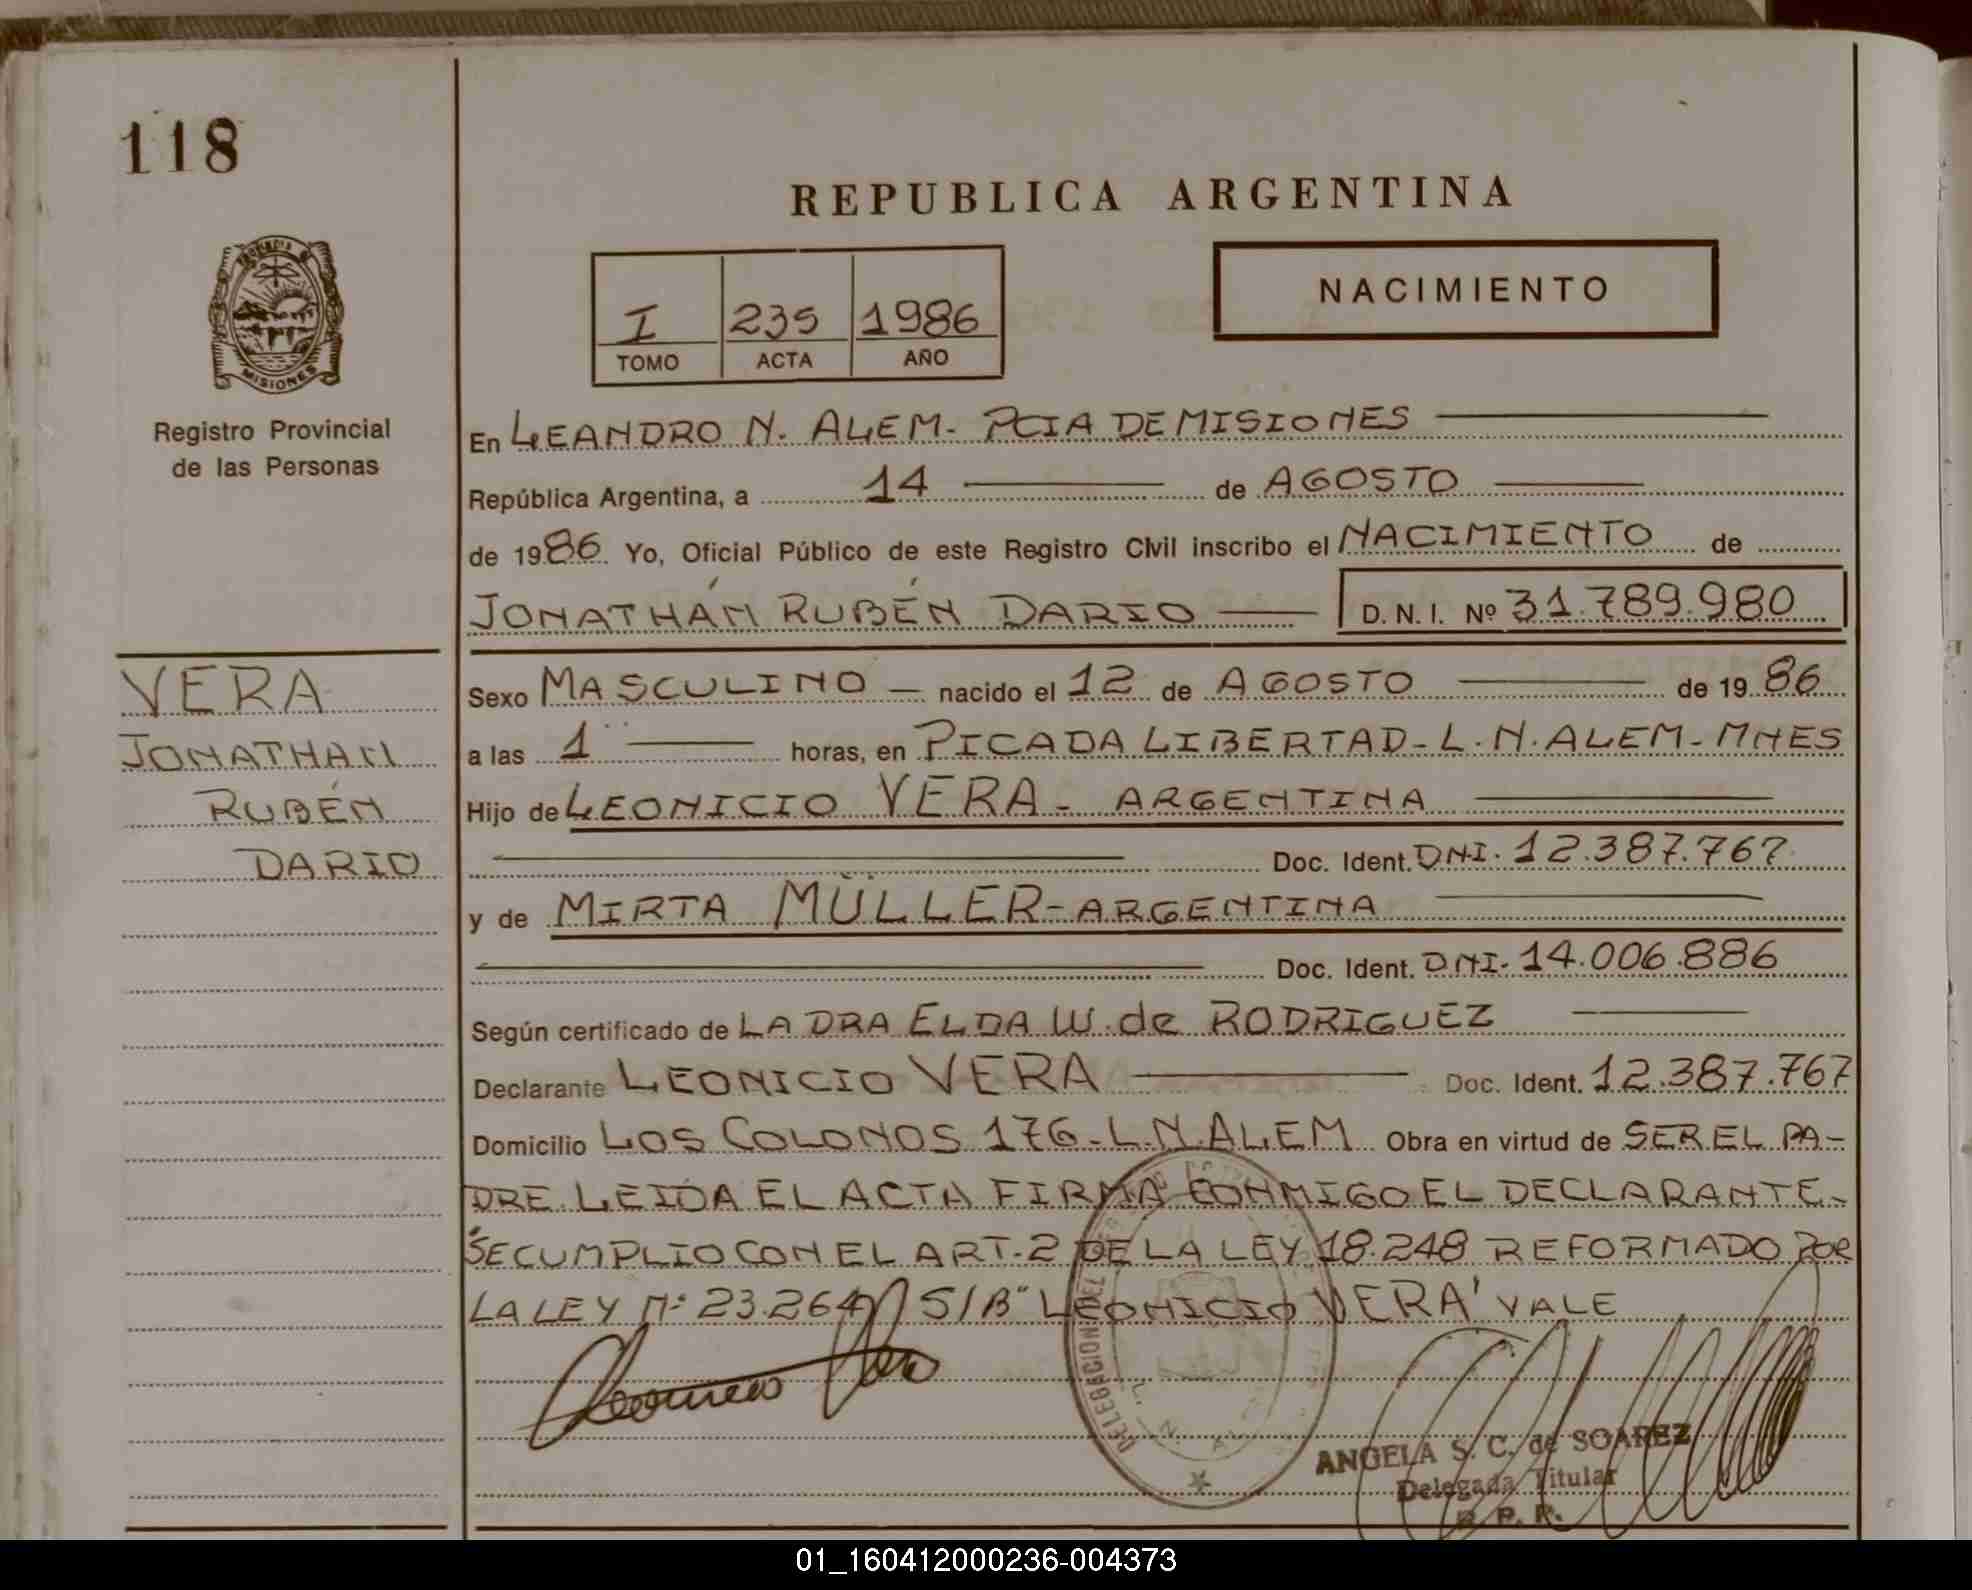 118
REPUBLICA ARGENTINA
MISIONES
Registro Provincial
de las Personas
I 235 1986
TOMO ACTA AÑO
NACIMIENTO
En LEANDRO N. ALEM - PCIA DE MISIONES
República Argentina, a 14 de AGOSTO
de 1986 Yo, Oficial Público de este Registro Civil inscribo el NACIMIENTO de
JONATHÁN RUBÉN DARIO D. N. I. Nº 31.789.980
VERA
JONATHAN
RUBÉN
DARIO
Sexo MASCULINO - nacido el 12 de AGOSTO de 1986
a las 1 horas, en PICADA LIBERTAD - L. N. ALEM - MNES
Hijo de LEONICIO VERA - ARGENTINA
Doc. Ident. DNI. 12.387.767
y de MIRTA MÜLLER - ARGENTINA
Doc. Ident. DNI. 14.006.886
Según certificado de LA DRA ELDA W. de RODRIGUEZ
Declarante LEONICIO VERA Doc. Ident. 12.387.767
Domicilio LOS COLONOS 176 - L. N. ALEM Obra en virtud de SER EL PA-
DRE. LEIDA EL ACTA FIRMA CONMIGO EL DECLARANTE -
SE CUMPLIO CON EL ART. 2 DE LA LEY 18.248 REFORMADO POR
LA LEY Nº 23.264 S/B "LEONICIO VERA" VALE
DELEGACION DEL
L. N. AL
ANGELA S. C. de SOAREZ
Delegada Titular
R. P. P.
01_160412000236-004373